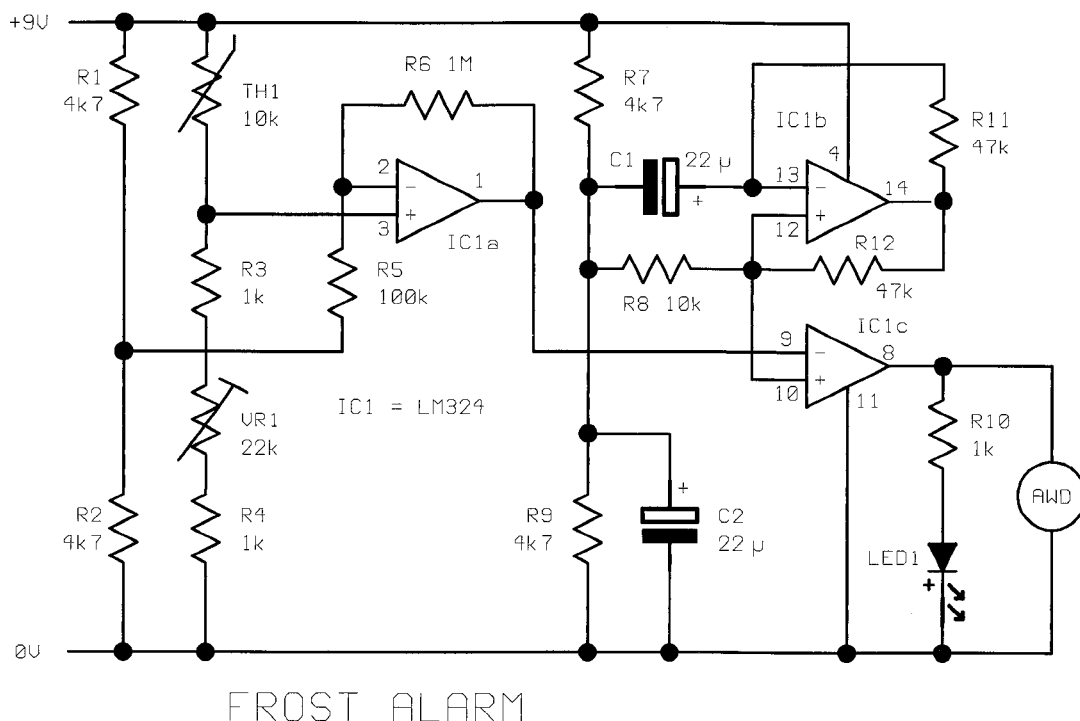 +9V
R1
4k7
TH1
10k
R6 1M
R7
4k7
IC1b
4
R11
47k
C1
22µ
+
13
-
14
+
12
2
-
1
+
3
IC1a
R3
1k
R5
100k
R8 10k
R12
47k
9
-
IC1c
8
+
10
11
IC1 = LM324
VR1
22k
R10
1k
AWD
R2
4k7
R4
1k
R9
4k7
+
C2
22µ
LED1
+
0V
FROST ALARM